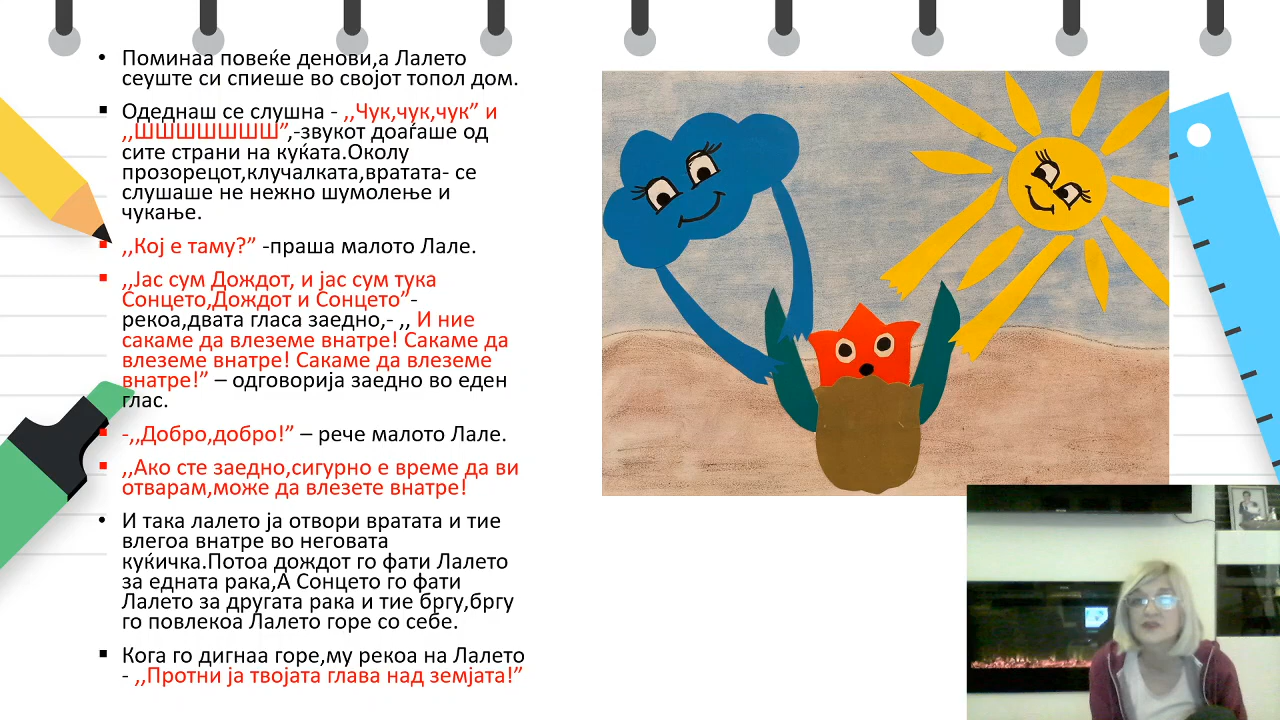 Поминаа повеќе денови,а Лалето
сеуште си спиеше во својот топол дом.
Одеднаш се слушна - ,,Чук,чук,чук” и
,,ШШШШШШШ”,-звукот доаѓаше од
сите страни на куќата.Околу
прозорецот,клучалката,вратата- се
слушаше не нежно шумолење и
чукање.
,,Кој е таму?” -праша малото Лале.
,,Јас сум Дождот, и јас сум тука
Сонцето,Дождот и Сонцето”-
рекоа,двата гласа заедно,- ,, И ние
сакаме да влеземе внатре! Сакаме да
влеземе внатре! Сакаме да влеземе
внатре!” – одговорија заедно во еден
глас.
-,,Добро,добро!” – рече малото Лале.
,,Ако сте заедно,сигурно е време да ви
отварам,може да влезете внатре!
И така лалето ја отвори вратата и тие
влегоа внатре во неговата
куќичка.Потоа дождот го фати Лалето
за едната рака,А Сонцето го фати
Лалето за другата рака и тие бргу,бргу
го повлекоа Лалето горе со себе.
Кога го дигнаа горе,му рекоа на Лалето
- ,,Протни ја твојата глава над земјата!”